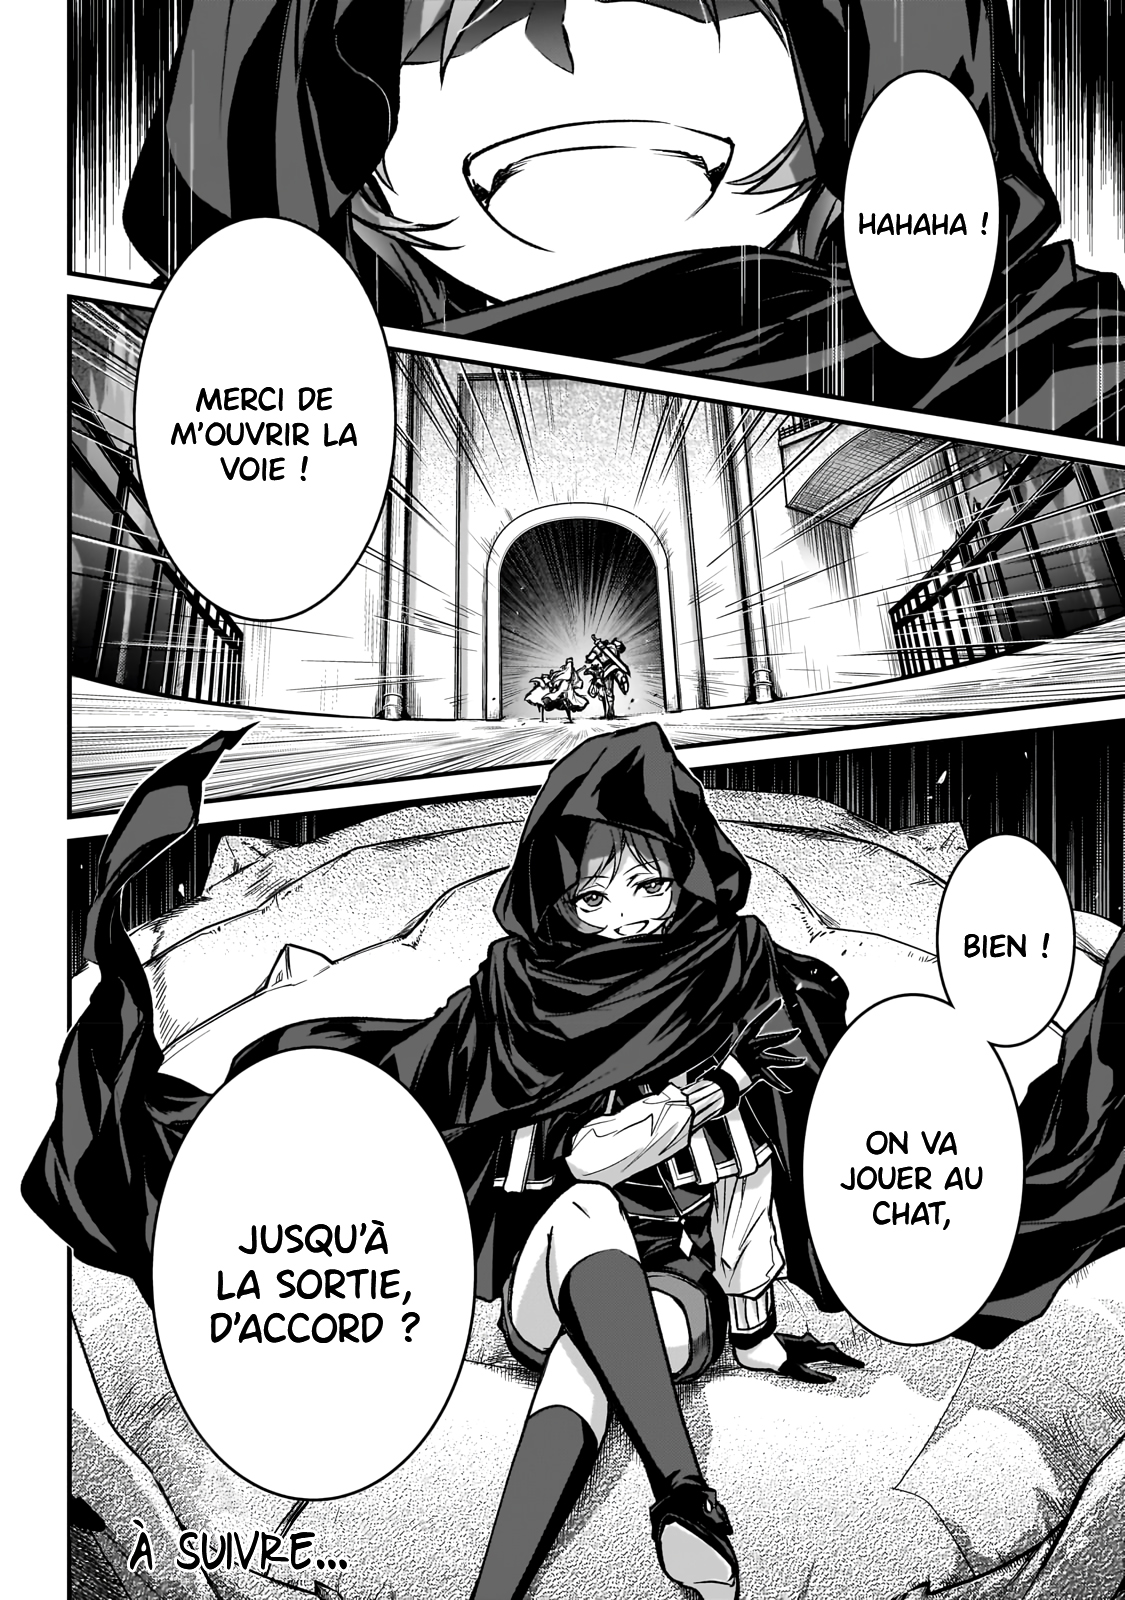 HAHAHA !
MERCI DE
M'OUVRIR LA
VOIE !
BIEN !
ON VA
JOUER AU
CHAT,
JUSQU'À
LA SORTIE,
D'ACCORD ?
À SUIVRE...